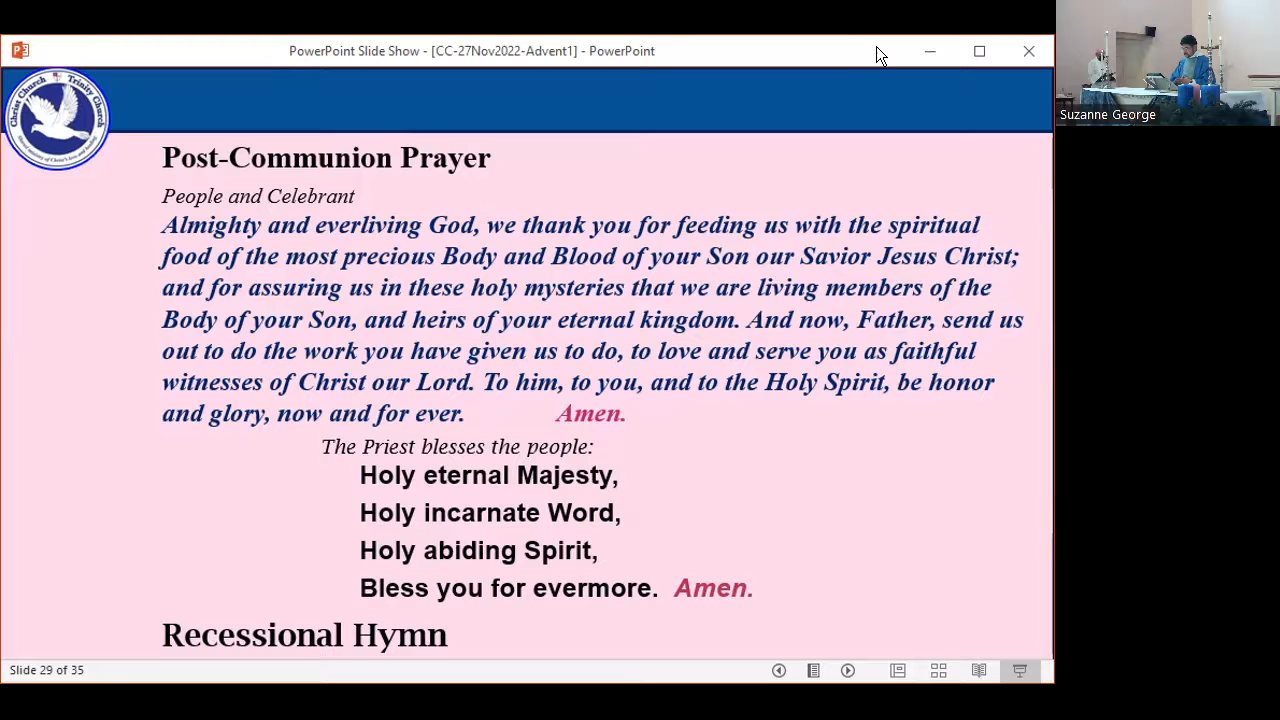 PowerPoint Slide Show - [CC-27Nov2022-Advent1] - PowerPoint
Suzanne George
Christ Church Trinity Church
Post-Communion Prayer
People and Celebrant
Almighty and everliving God, we thank you for feeding us with the spiritual
food of the most precious Body and Blood of your Son our Savior Jesus Christ;
and for assuring us in these holy mysteries that we are living members of the
Body of your Son, and heirs of your eternal kingdom. And now, Father, send us
out to do the work you have given us to do, to love and serve you as faithful
witnesses of Christ our Lord. To him, to you, and to the Holy Spirit, be honor
and glory, now and for ever. Amen.
The Priest blesses the people:
Holy eternal Majesty,
Holy incarnate Word,
Holy abiding Spirit,
Bless you for evermore. Amen.
Recessional Hymn
Slide 29 of 35